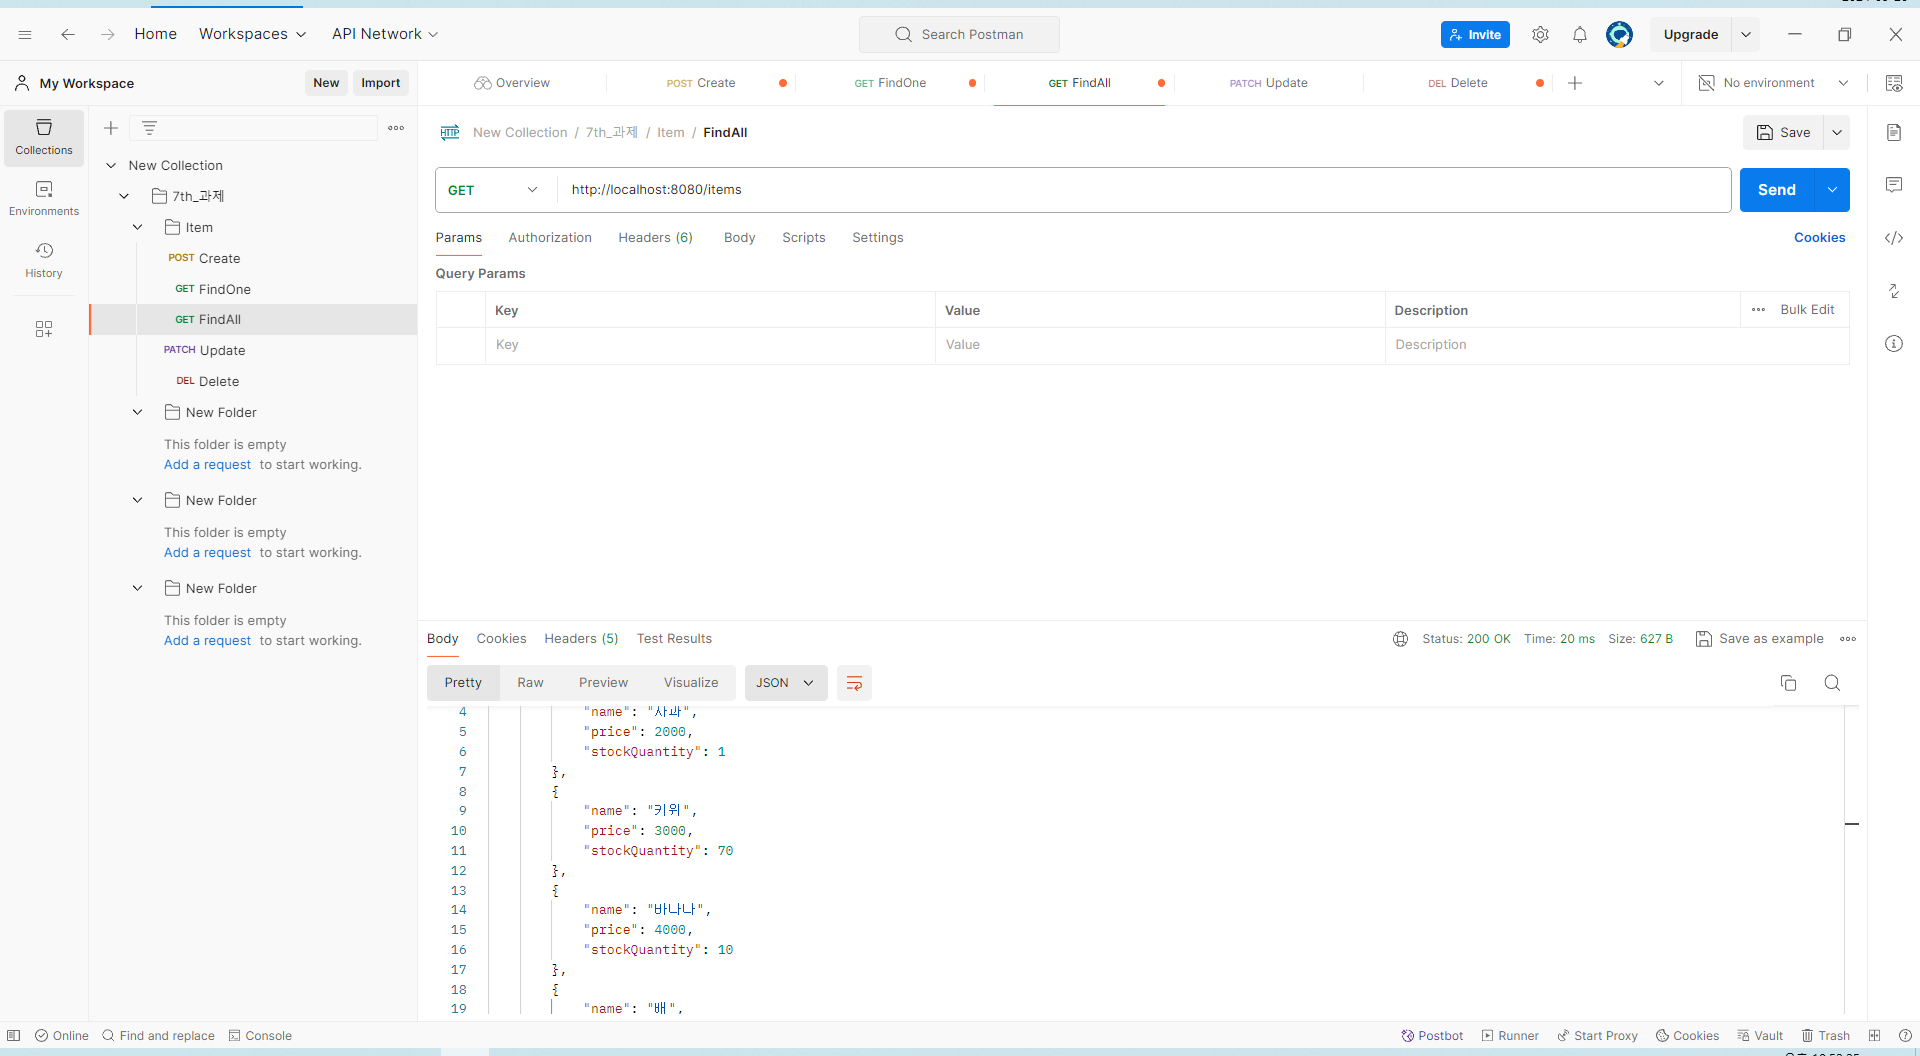 Home Workspaces API Network Search Postman Invite Upgrade
My Workspace New Import Overview POST Create GET FindOne GET FindAll PATCH Update DEL Delete No environment
Collections
Environments
History
New Collection
7th_과제
Item
POST Create
GET FindOne
GET FindAll
PATCH Update
DEL Delete
New Folder
This folder is empty
Add a request to start working.
New Folder
This folder is empty
Add a request to start working.
New Folder
This folder is empty
Add a request to start working.
HTTP New Collection / 7th_과제 / Item / FindAll Save
GET http://localhost:8080/items Send
Params Authorization Headers (6) Body Scripts Settings Cookies
Query Params
Key Value Description Bulk Edit
Key Value Description
Body Cookies Headers (5) Test Results Status: 200 OK Time: 20 ms Size: 627 B Save as example
Pretty Raw Preview Visualize JSON
4 "name": "사과",
5 "price": 2000,
6 "stockQuantity": 1
7 },
8 {
9 "name": "키위",
10 "price": 3000,
11 "stockQuantity": 70
12 },
13 {
14 "name": "바나나",
15 "price": 4000,
16 "stockQuantity": 10
17 },
18 {
19 "name": "배",
Online Find and replace Console Postbot Runner Start Proxy Cookies Vault Trash